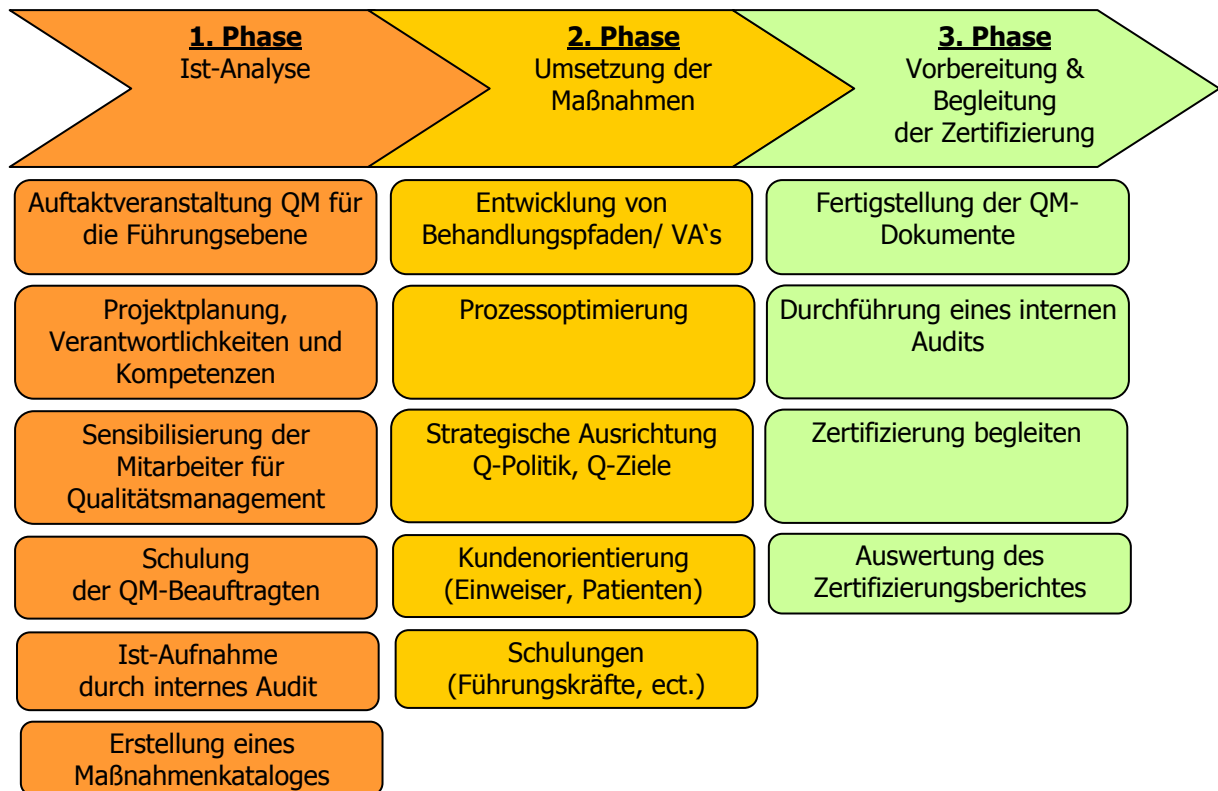 1. Phase
Ist-Analyse
2. Phase
Umsetzung der
Maßnahmen
3. Phase
Vorbereitung &
Begleitung
der Zertifizierung
Auftaktveranstaltung QM für
die Führungsebene
Projektplanung,
Verantwortlichkeiten und
Kompetenzen
Sensibilisierung der
Mitarbeiter für
Qualitätsmanagement
Schulung
der QM-Beauftragten
Ist-Aufnahme
durch internes Audit
Erstellung eines
Maßnahmenkataloges
Entwicklung von
Behandlungspfaden/ VA‘s
Prozessoptimierung
Strategische Ausrichtung
Q-Politik, Q-Ziele
Kundenorientierung
(Einweiser, Patienten)
Schulungen
(Führungskräfte, ect.)
Fertigstellung der QM-
Dokumente
Durchführung eines internen
Audits
Zertifizierung begleiten
Auswertung des
Zertifizierungsberichtes